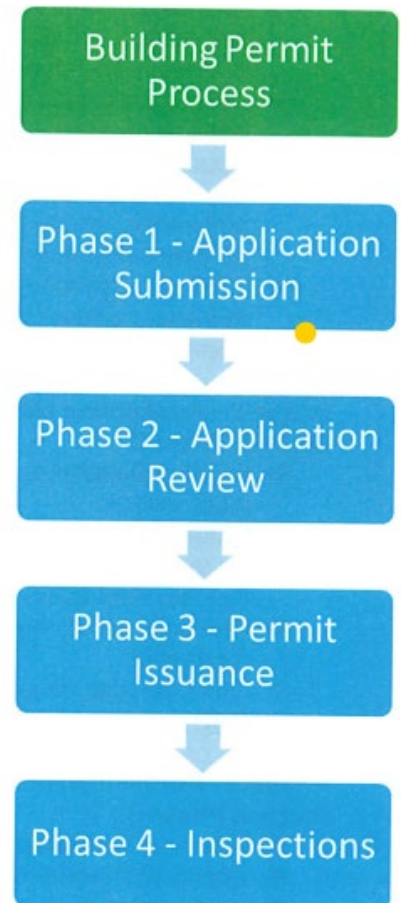 Building Permit
Process
Phase 1 - Application
Submission
Phase 2 - Application
Review
Phase 3 - Permit
Issuance
Phase 4 - Inspections